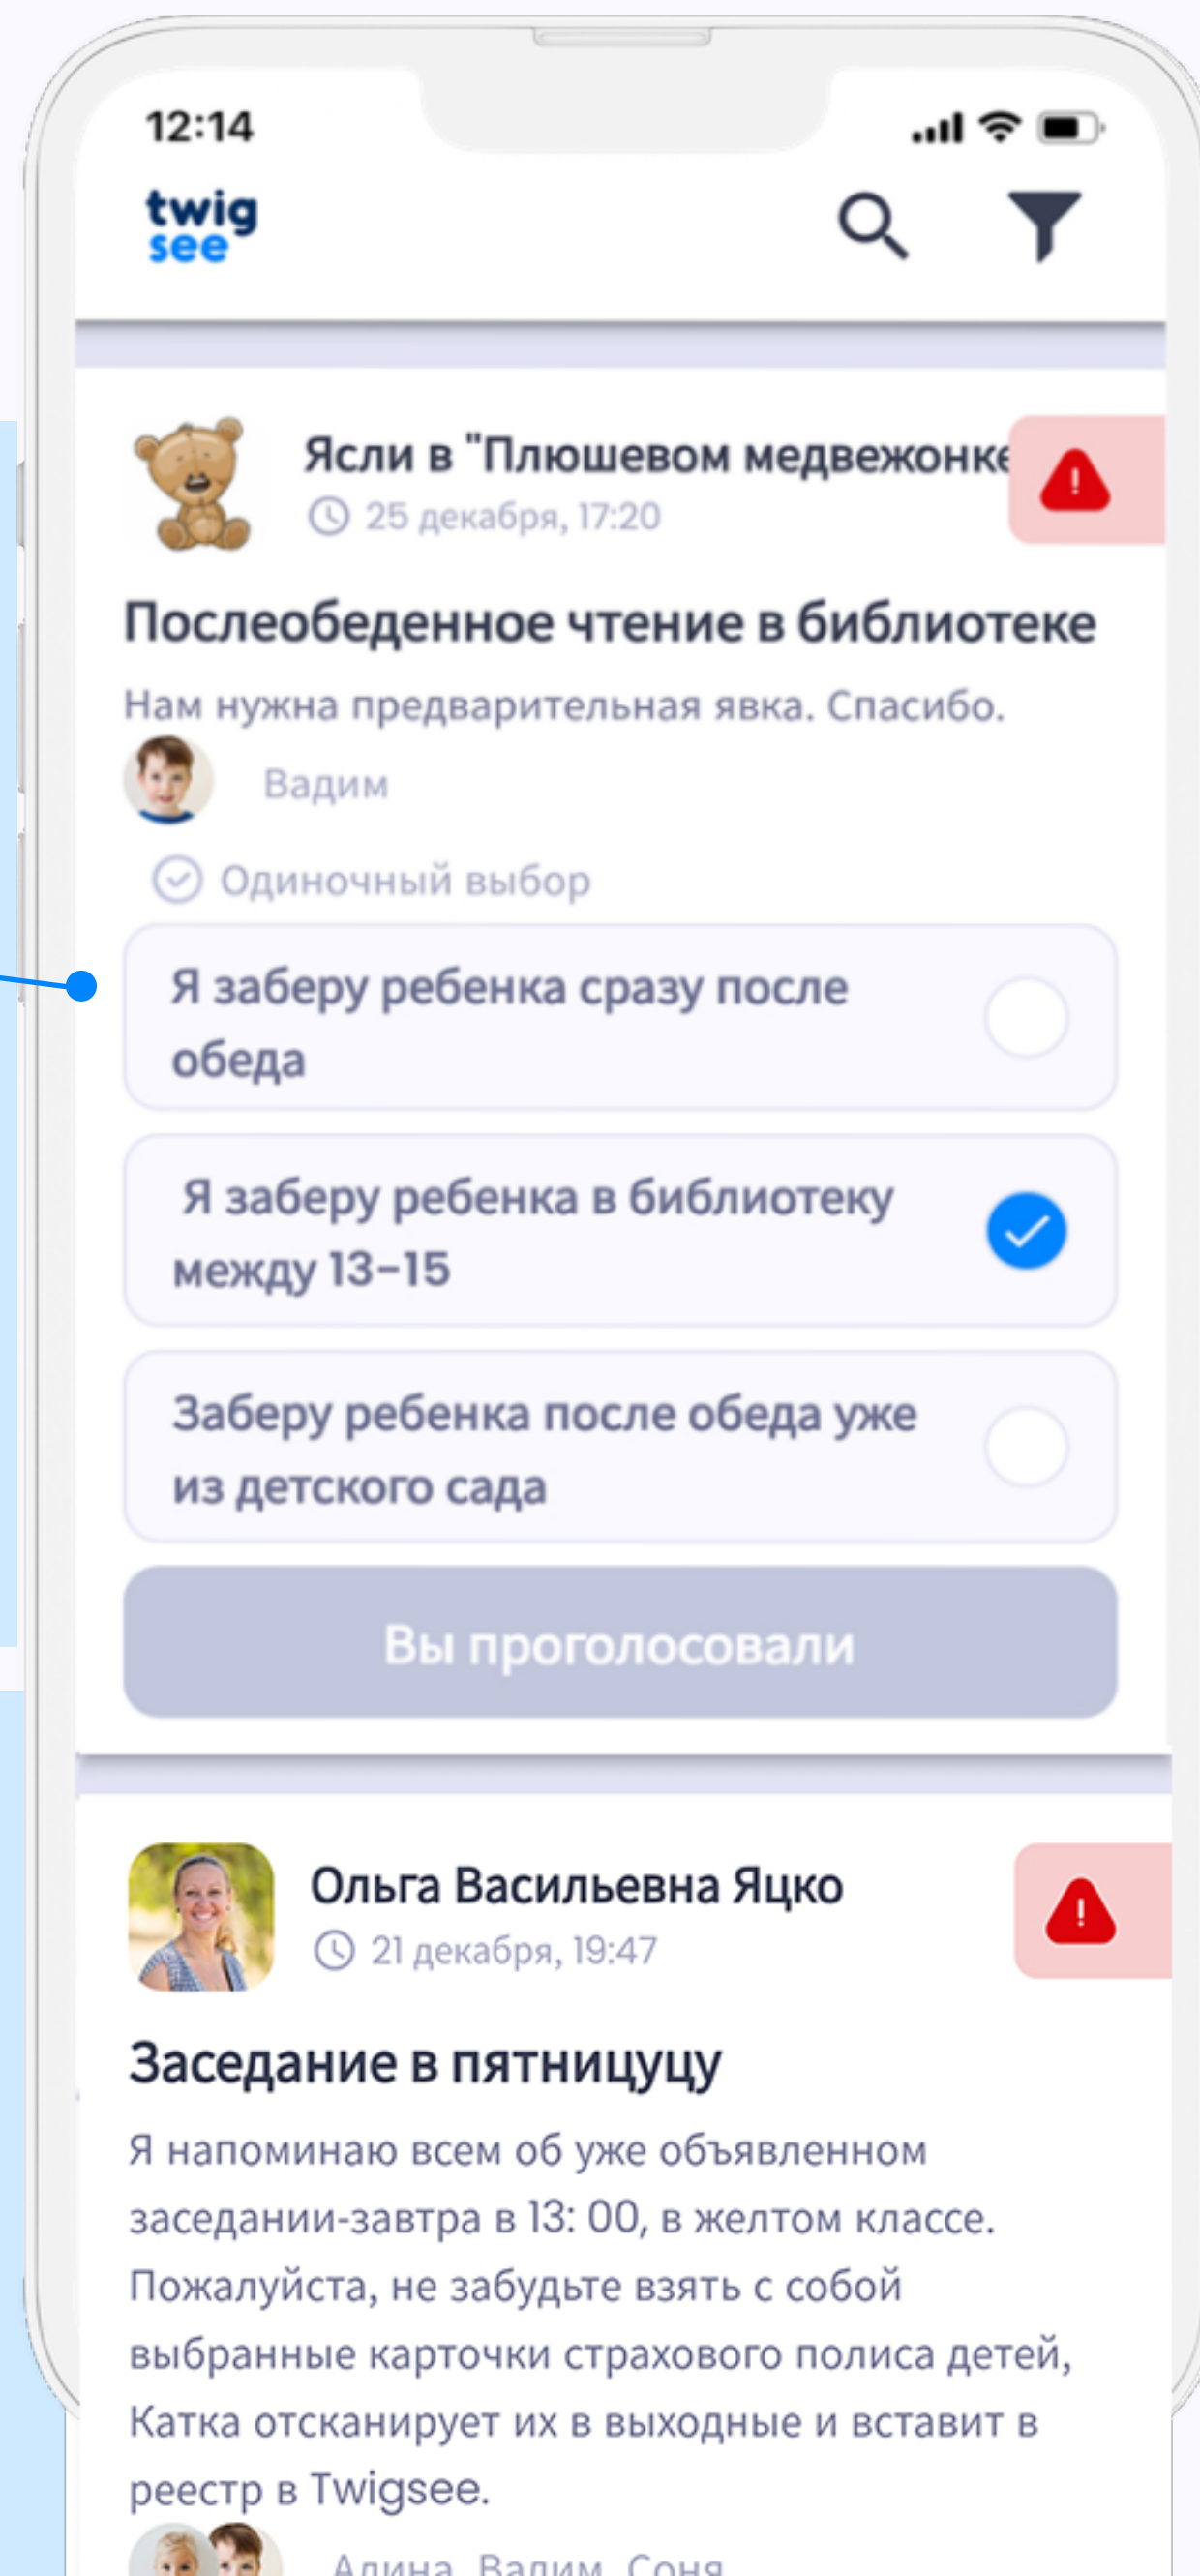 12:14
twig
see
Ясли в "Плюшевом медвежонке
25 декабря, 17:20
Послеобеденное чтение в библиотеке
Нам нужна предварительная явка. Спасибо.
Вадим
Одиночный выбор
Я заберу ребенка сразу после
обеда
Я заберу ребенка в библиотеку
между 13-15
Заберу ребенка после обеда уже
из детского сада
Вы проголосовали
Ольга Васильевна Яцко
21 декабря, 19:47
Заседание в пятницуцу
Я напоминаю всем об уже объявленном
заседании-завтра в 13: 00, в желтом классе.
Пожалуйста, не забудьте взять с собой
выбранные карточки страхового полиса детей,
Катка отсканирует их в выходные и вставит в
реестр в Twigsee.
Алина, Вадим, Соня